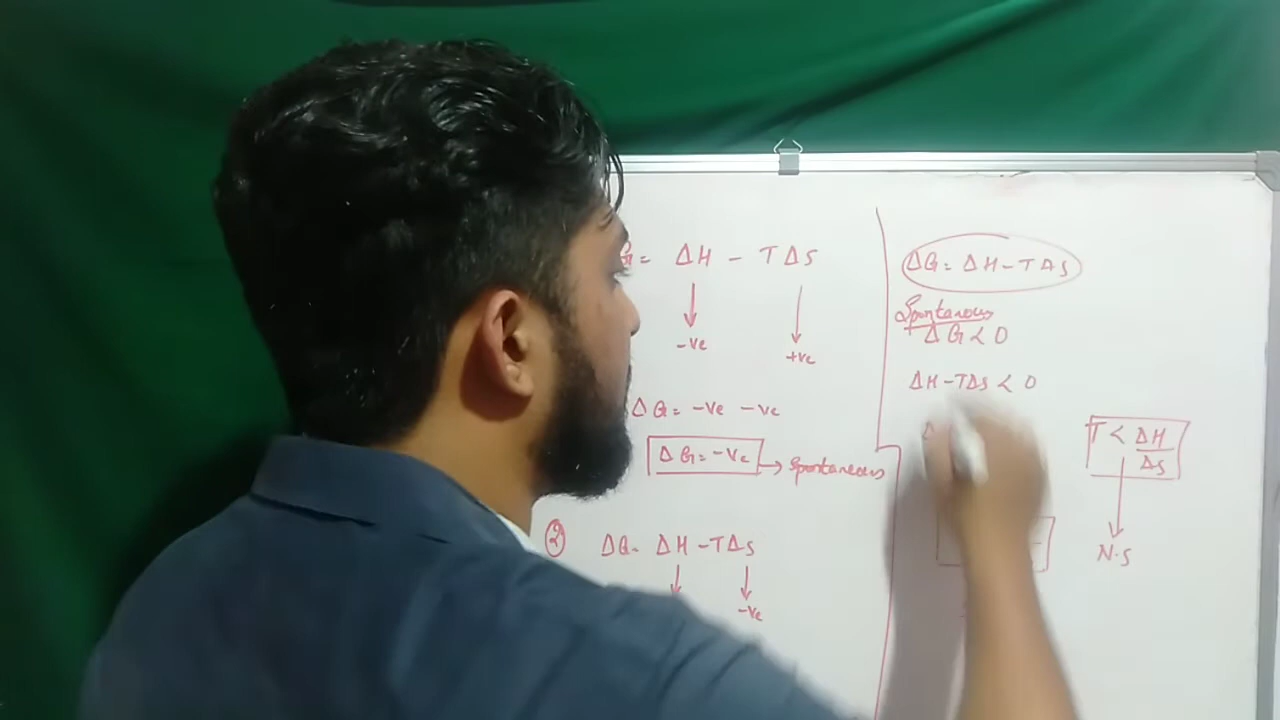 G = ΔH - TΔS
-ve +ve
ΔG = -ve -ve
ΔG = -ve → Spontaneous
② ΔG = ΔH - TΔS
-ve
ΔG = ΔH - TΔS
Spontaneous
ΔG < 0
ΔH - TΔS < 0
Δ
T < ΔH/ΔS
N.S